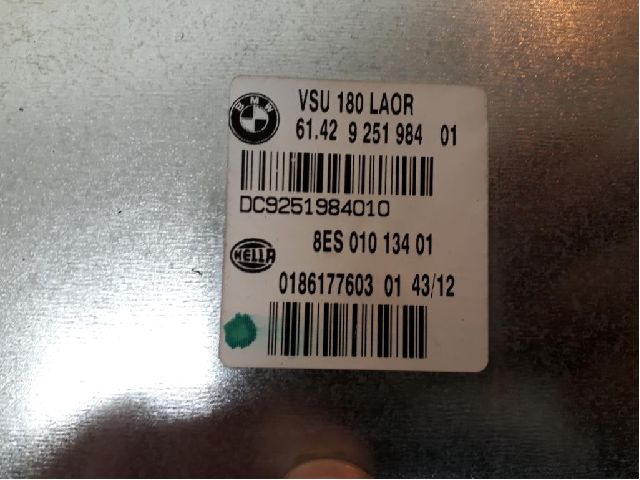 BMW
VSU 180 LAOR
61.42 9 251 984 01
DC9251984010
HELLA
8ES 010 134 01
0186177603 01 43/12